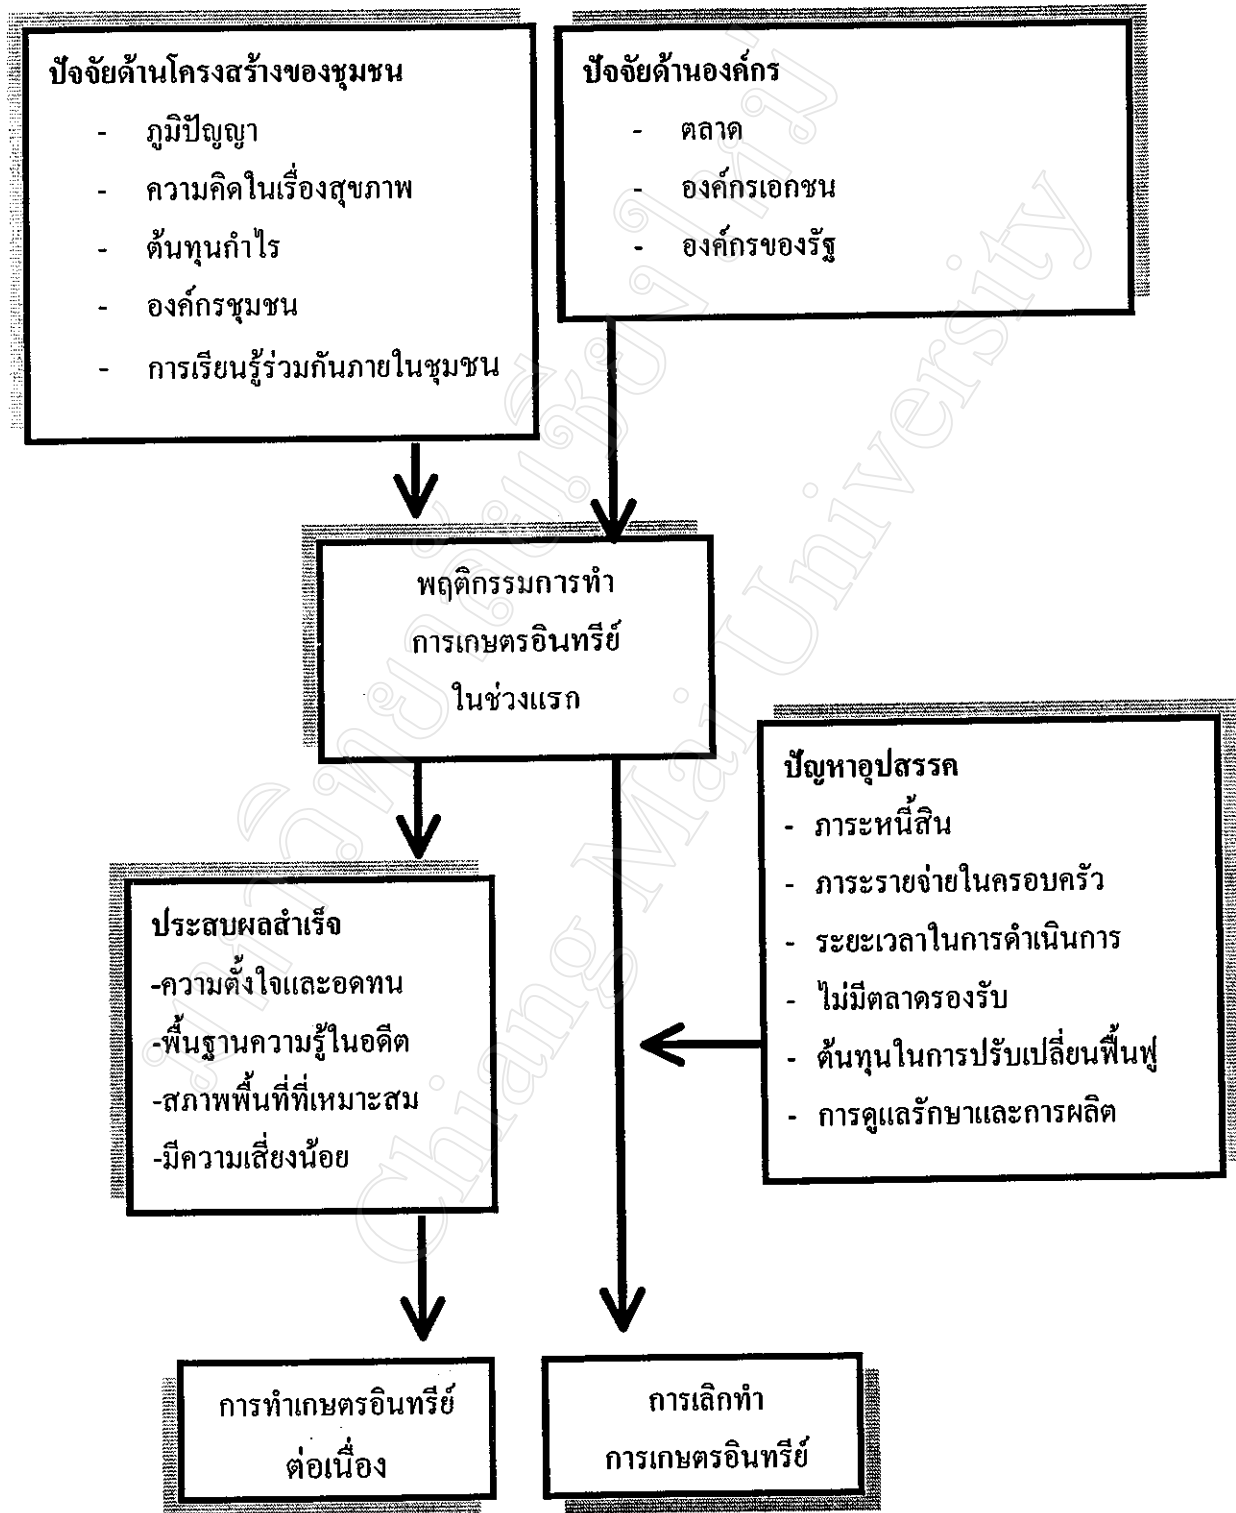 ปัจจัยด้านโครงสร้างของชุมชน
- ภูมิปัญญา
- ความคิดในเรื่องสุขภาพ
- ต้นทุนกำไร
- องค์กรชุมชน
- การเรียนรู้ร่วมกันภายในชุมชน
ปัจจัยด้านองค์กร
- ตลาด
- องค์กรเอกชน
- องค์กรของรัฐ
พฤติกรรมการทำ
การเกษตรอินทรีย์
ในช่วงแรก
ปัญหาอุปสรรค
- ภาระหนี้สิน
- ภาระรายจ่ายในครอบครัว
- ระยะเวลาในการดำเนินการ
- ไม่มีตลาดรองรับ
- ต้นทุนในการปรับเปลี่ยนฟื้นฟู
- การดูแลรักษาและการผลิต
ประสบผลสำเร็จ
-ความตั้งใจและอดทน
-พื้นฐานความรู้ในอดีต
-สภาพพื้นที่ที่เหมาะสม
-มีความเสี่ยงน้อย
การทำเกษตรอินทรีย์
ต่อเนื่อง
การเลิกทำ
การเกษตรอินทรีย์
มหาวิทยาลัยเชียงใหม่
Chiang Mai University